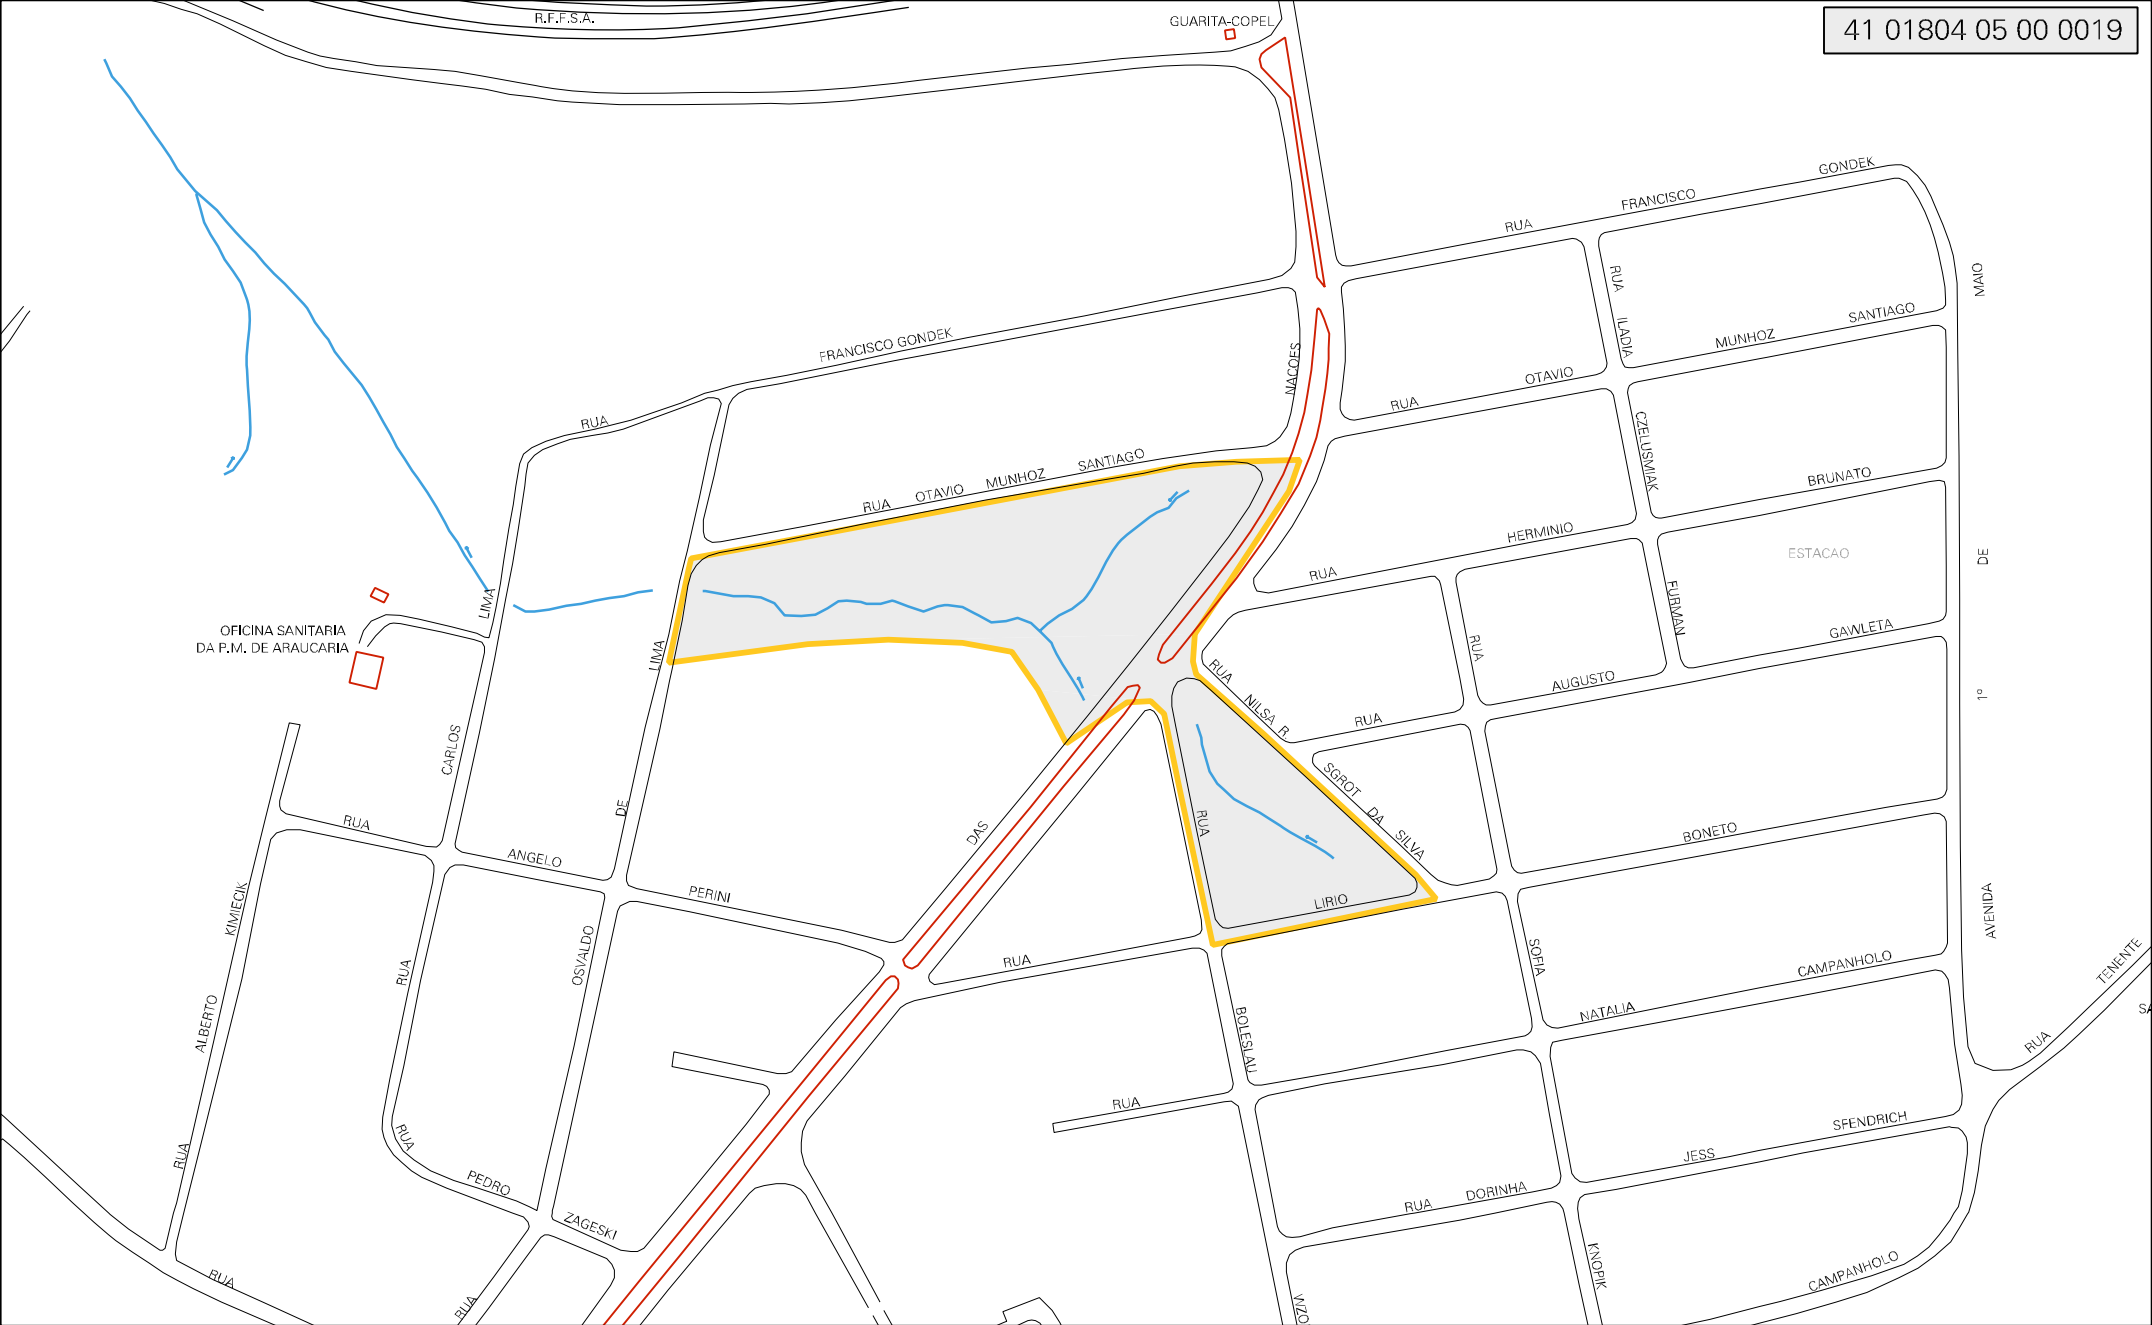 R.F.F.S.A.
GUARITA-COPEL
41 01804 05 00 0019
RUA FRANCISCO GONDEK
MAIO
RUA ILADIA
MUNHOZ SANTIAGO
FRANCISCO GONDEK
NACOES
RUA OTAVIO
RUA
CZELUSMIAK
RUA OTAVIO MUNHOZ SANTIAGO
BRUNATO
RUA HERMINIO
ESTACAO
DE
LIMA
OFICINA SANITARIA
DA P.M. DE ARAUCARIA
LIMA
FURMAN
GAWLETA
RUA
RUA NILSA R.
AUGUSTO
1º
RUA
CARLOS
SGROT DA SILVA
DE
RUA
RUA
DAS
BONETO
ANGELO
PERINI
KIMIECIK
LIRIO
AVENIDA
OSVALDO
SOFIA
RUA
RUA
CAMPANHOLO
TENENTE
NATALIA
SA
ALBERTO
BOLESLAU
RUA
RUA
RUA
RUA
SFENDRICH
JESS
PEDRO
RUA DORINHA
ZAGESKI
KNOPIK
CAMPANHOLO
RUA
RUA
WZO